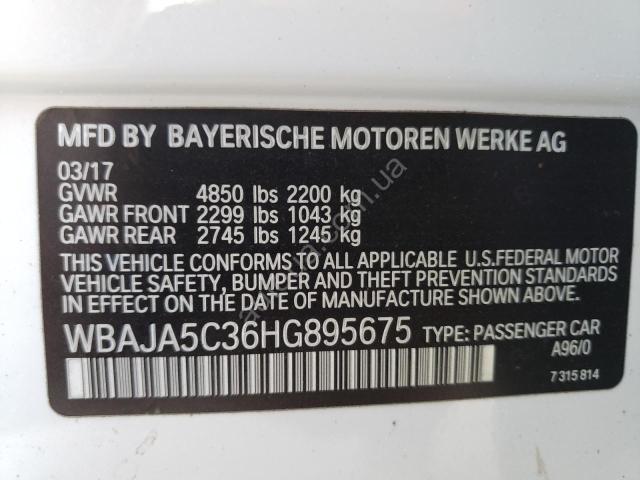 MFD BY BAYERISCHE MOTOREN WERKE AG
03/17
GVWR 4850 lbs 2200 kg
GAWR FRONT 2299 lbs 1043 kg
GAWR REAR 2745 lbs 1245 kg
THIS VEHICLE CONFORMS TO ALL APPLICABLE U.S.FEDERAL MOTOR
VEHICLE SAFETY, BUMPER AND THEFT PREVENTION STANDARDS
IN EFFECT ON THE DATE OF MANUFACTURE SHOWN ABOVE.
WBAJA5C36HG895675 TYPE: PASSENGER CAR
A96/0
7 315 814